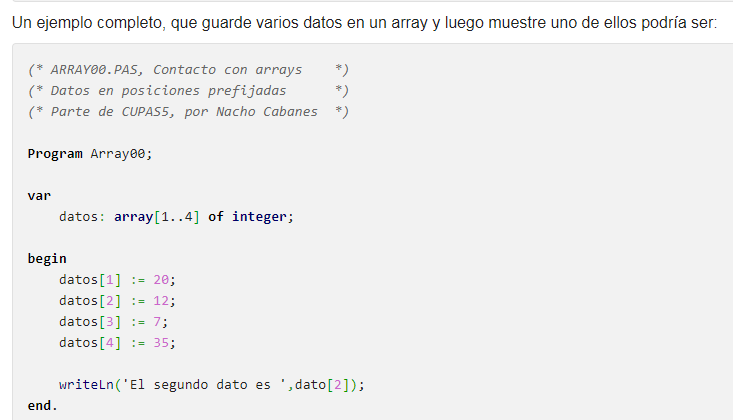 Un ejemplo completo, que guarde varios datos en un array y luego muestre uno de ellos podría ser:
(* ARRAY00.PAS, Contacto con arrays    *)
(* Datos en posiciones prefijadas      *)
(* Parte de CUPAS5, por Nacho Cabanes  *)
Program Array00;
var
    datos: array[1..4] of integer;
begin
    datos[1] := 20;
    datos[2] := 12;
    datos[3] := 7;
    datos[4] := 35;
    writeLn('El segundo dato es ',dato[2]);
end.